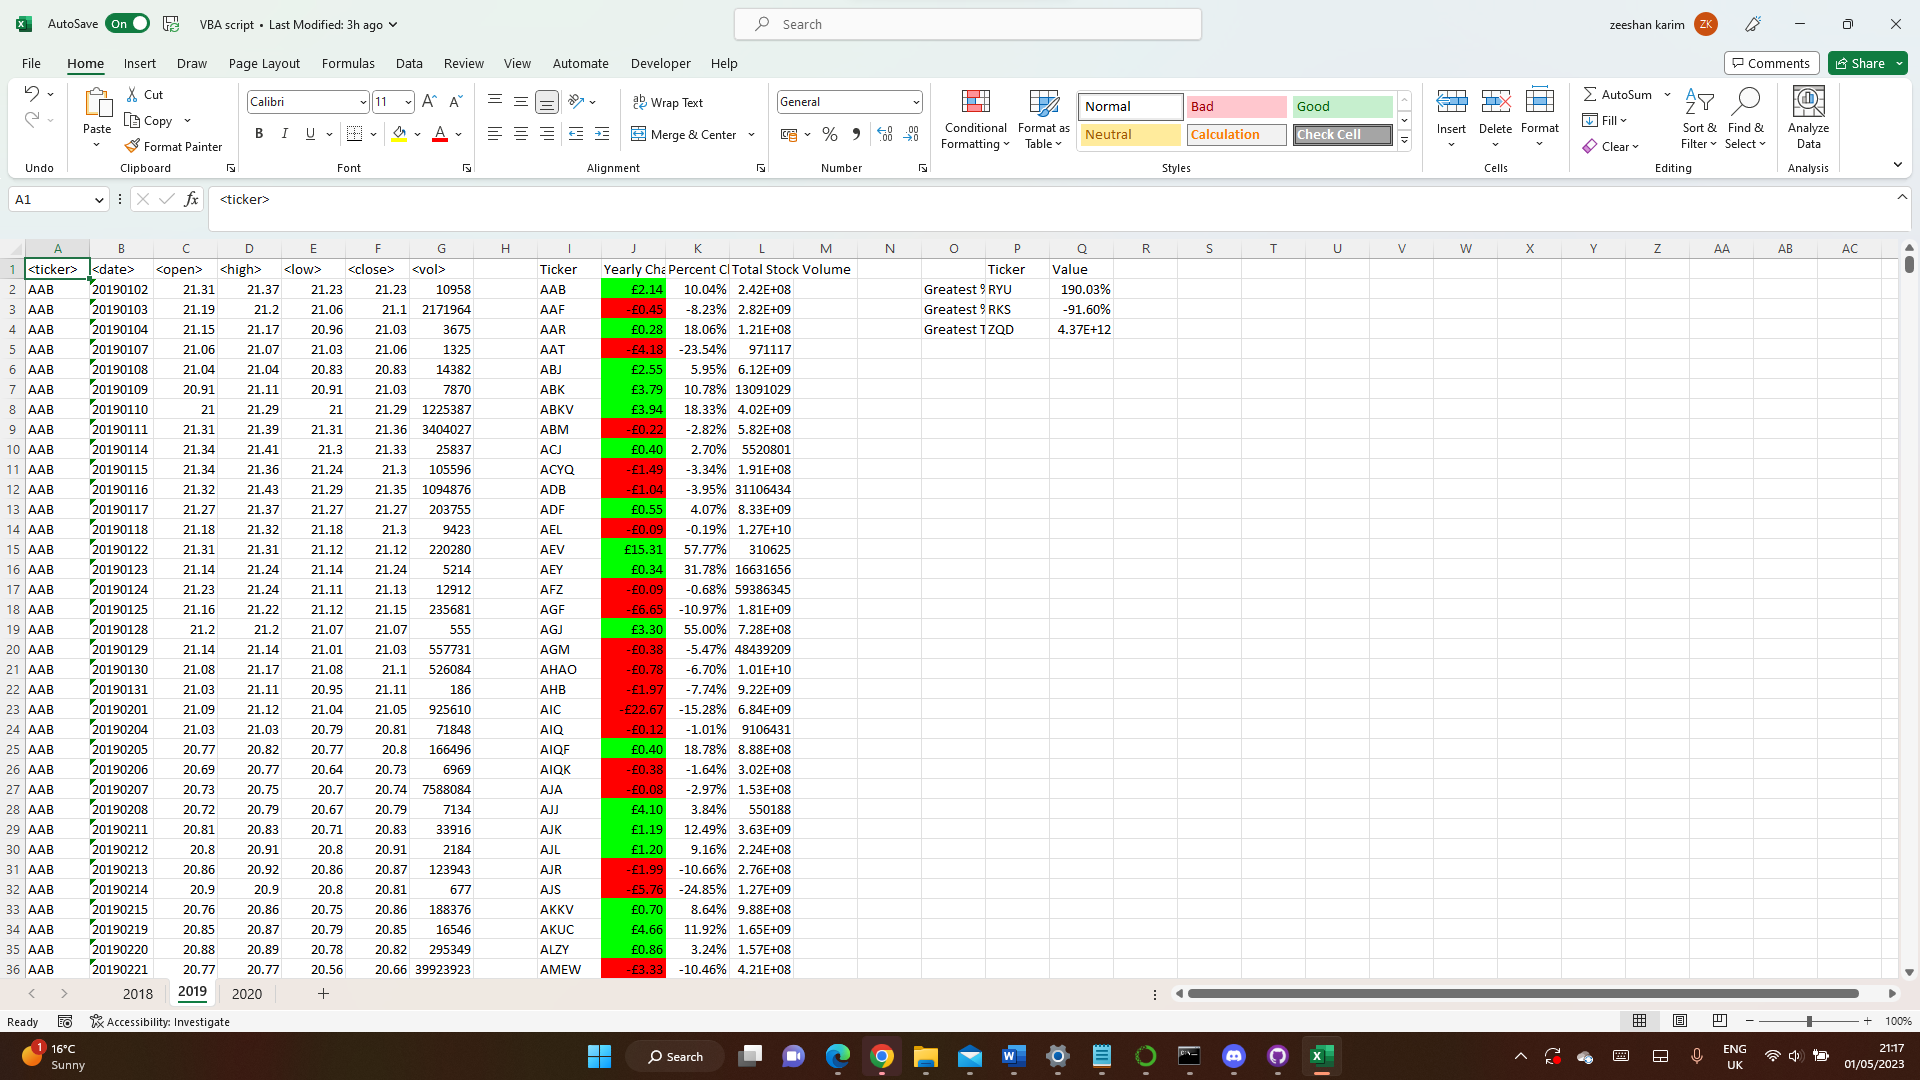 AutoSave On VBA script • Last Modified: 3h ago Search zeeshan karim ZK
File Home Insert Draw Page Layout Formulas Data Review View Automate Developer Help Comments Share
Cut Calibri 11 Wrap Text General Normal Bad Good AutoSum
Paste Copy Conditional Formatting Format as Table Insert Delete Format Fill Sort & Filter Find & Select Analyze Data
Format Painter B I U Merge & Center % Neutral Calculation Check Cell Clear
Undo Clipboard Font Alignment Number Styles Cells Editing Analysis
A1 fx <ticker>
A B C D E F G H I J K L M N O P Q R S T U V W X Y Z AA AB AC
1 <ticker> <date> <open> <high> <low> <close> <vol> Ticker Yearly Cha Percent Cl Total Stock Volume Ticker Value
2 AAB 20190102 21.31 21.37 21.23 21.23 10958 AAB £2.14 10.04% 2.42E+08 Greatest % RYU 190.03%
3 AAB 20190103 21.19 21.2 21.06 21.1 2171964 AAF -£0.45 -8.23% 2.82E+09 Greatest % RKS -91.60%
4 AAB 20190104 21.15 21.17 20.96 21.03 3675 AAR £0.28 18.06% 1.21E+08 Greatest T ZQD 4.37E+12
5 AAB 20190107 21.06 21.07 21.03 21.06 1325 AAT -£4.18 -23.54% 971117
6 AAB 20190108 21.04 21.04 20.83 20.83 14382 ABJ £2.55 5.95% 6.12E+09
7 AAB 20190109 20.91 21.11 20.91 21.03 7870 ABK £3.79 10.78% 13091029
8 AAB 20190110 21 21.29 21 21.29 1225387 ABKV £3.94 18.33% 4.02E+09
9 AAB 20190111 21.31 21.39 21.31 21.36 3404027 ABM -£0.22 -2.82% 5.82E+08
10 AAB 20190114 21.34 21.41 21.3 21.33 25837 ACJ £0.40 2.70% 5520801
11 AAB 20190115 21.34 21.36 21.24 21.3 105596 ACYQ -£1.49 -3.34% 1.91E+08
12 AAB 20190116 21.32 21.43 21.29 21.35 1094876 ADB -£1.04 -3.95% 31106434
13 AAB 20190117 21.27 21.37 21.27 21.27 203755 ADF £0.55 4.07% 8.33E+09
14 AAB 20190118 21.18 21.32 21.18 21.3 9423 AEL -£0.09 -0.19% 1.27E+10
15 AAB 20190122 21.31 21.31 21.12 21.12 220280 AEV £15.31 57.77% 310625
16 AAB 20190123 21.14 21.24 21.14 21.24 5214 AEY £0.34 31.78% 16631656
17 AAB 20190124 21.23 21.24 21.11 21.13 12912 AFZ -£0.09 -0.68% 59386345
18 AAB 20190125 21.16 21.22 21.12 21.15 235681 AGF -£6.65 -10.97% 1.81E+09
19 AAB 20190128 21.2 21.2 21.07 21.07 555 AGJ £3.30 55.00% 7.28E+08
20 AAB 20190129 21.14 21.14 21.01 21.03 557731 AGM -£0.38 -5.47% 48439209
21 AAB 20190130 21.08 21.17 21.08 21.1 526084 AHAO -£0.78 -6.70% 1.01E+10
22 AAB 20190131 21.03 21.11 20.95 21.11 186 AHB -£1.97 -7.74% 9.22E+09
23 AAB 20190201 21.09 21.12 21.04 21.05 925610 AIC -£22.67 -15.28% 6.84E+09
24 AAB 20190204 21.03 21.03 20.79 20.81 71848 AIQ -£0.12 -1.01% 9106431
25 AAB 20190205 20.77 20.82 20.77 20.8 166496 AIQF £0.40 18.78% 8.88E+08
26 AAB 20190206 20.69 20.77 20.64 20.73 6969 AIQK -£0.38 -1.64% 3.02E+08
27 AAB 20190207 20.73 20.75 20.7 20.74 7588084 AJA -£0.08 -2.97% 1.53E+08
28 AAB 20190208 20.72 20.79 20.67 20.79 7134 AJJ £4.10 3.84% 550188
29 AAB 20190211 20.81 20.83 20.71 20.83 33916 AJK £1.19 12.49% 3.63E+09
30 AAB 20190212 20.8 20.91 20.8 20.91 2184 AJL £1.20 9.16% 2.24E+08
31 AAB 20190213 20.86 20.92 20.86 20.87 123943 AJR -£1.99 -10.66% 2.76E+08
32 AAB 20190214 20.9 20.9 20.8 20.81 677 AJS -£5.76 -24.85% 1.27E+09
33 AAB 20190215 20.76 20.86 20.75 20.86 188376 AKKV £0.70 8.64% 9.88E+08
34 AAB 20190219 20.85 20.87 20.79 20.85 16546 AKUC £4.66 11.92% 1.65E+09
35 AAB 20190220 20.88 20.89 20.78 20.82 295349 ALZY £0.86 3.24% 1.57E+08
36 AAB 20190221 20.77 20.77 20.56 20.66 39923923 AMEW -£3.33 -10.46% 4.21E+08
2018 2019 2020
Ready Accessibility: Investigate 100%
1 16°C Sunny Search ENG UK 21:17 01/05/2023